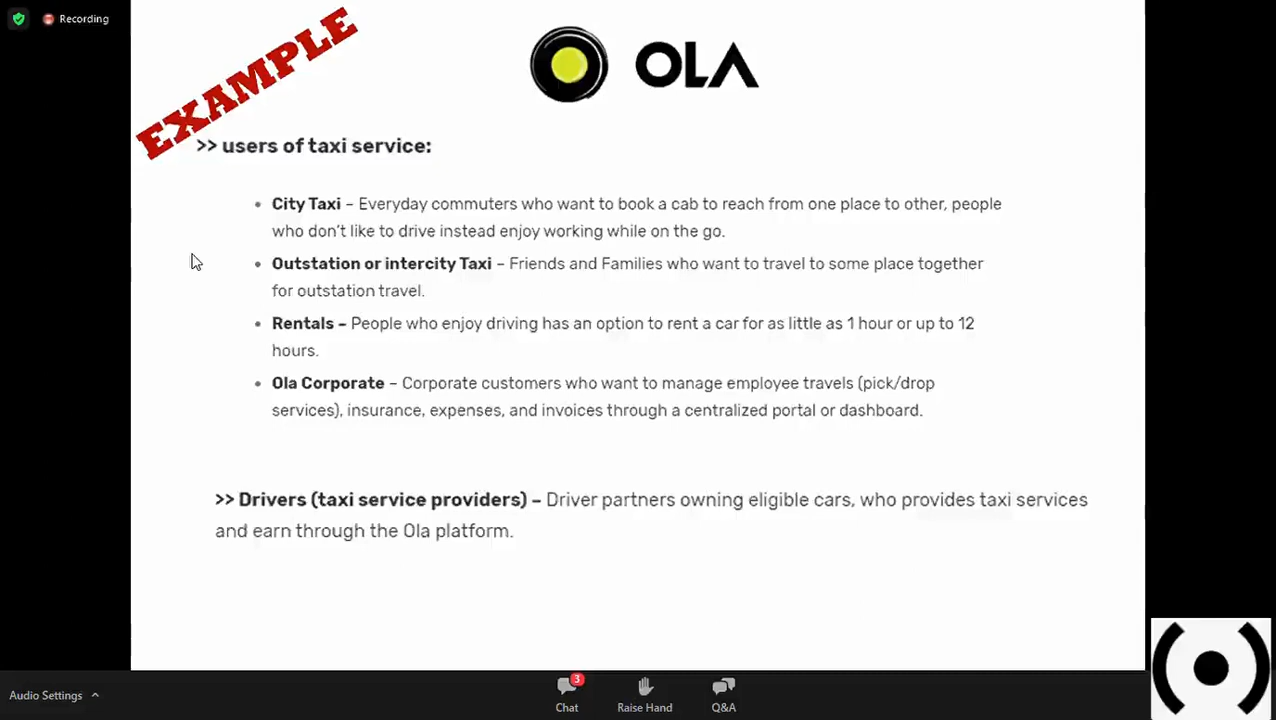 Recording
EXAMPLE
OLA
>> users of taxi service:
• City Taxi – Everyday commuters who want to book a cab to reach from one place to other, people
who don't like to drive instead enjoy working while on the go.
• Outstation or intercity Taxi – Friends and Families who want to travel to some place together
for outstation travel.
• Rentals – People who enjoy driving has an option to rent a car for as little as 1 hour or up to 12
hours.
• Ola Corporate – Corporate customers who want to manage employee travels (pick/drop
services), insurance, expenses, and invoices through a centralized portal or dashboard.
>> Drivers (taxi service providers) – Driver partners owning eligible cars, who provides taxi services
and earn through the Ola platform.
Audio Settings
3
Chat
Raise Hand
Q&A